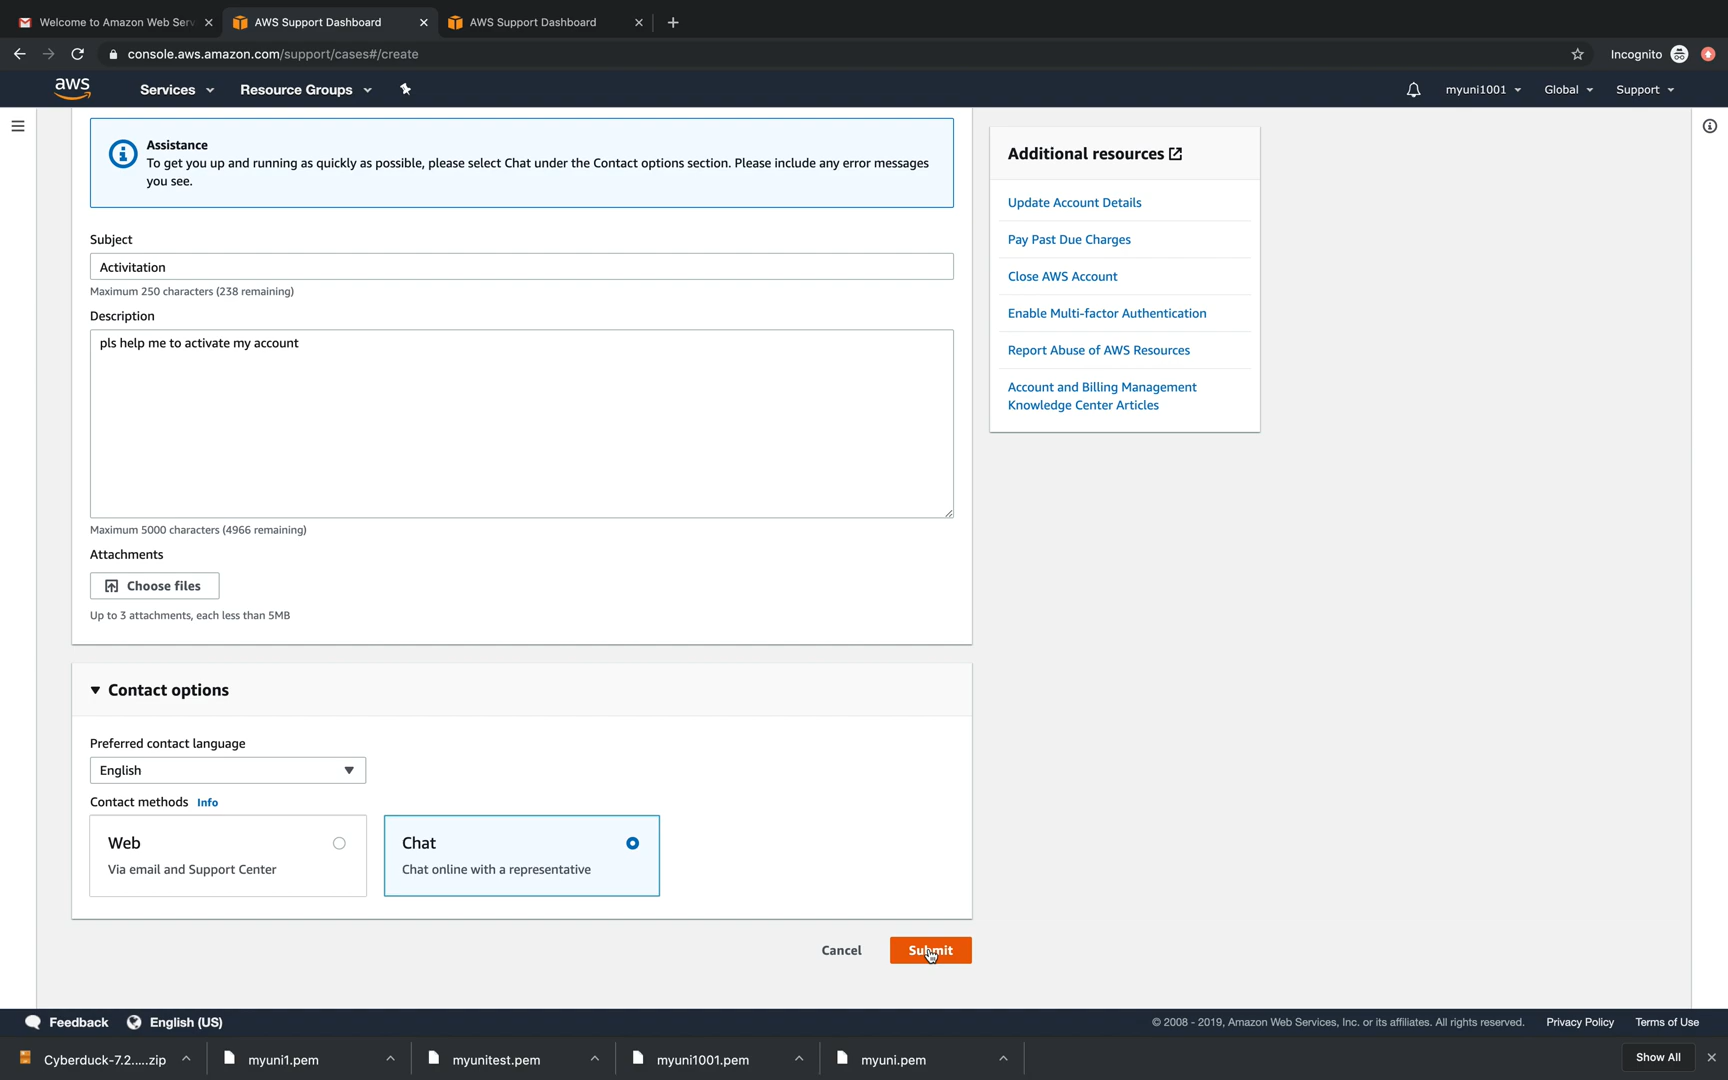 Welcome to Amazon Web Serv
AWS Support Dashboard
AWS Support Dashboard
console.aws.amazon.com/support/cases#/create
Incognito
aws
Services
Resource Groups
myuni1001
Global
Support
Assistance
To get you up and running as quickly as possible, please select Chat under the Contact options section. Please include any error messages
you see.
Subject
Activitation
Maximum 250 characters (238 remaining)
Description
pls help me to activate my account
Maximum 5000 characters (4966 remaining)
Attachments
Choose files
Up to 3 attachments, each less than 5MB
Contact options
Preferred contact language
English
Contact methods Info
Web
Via email and Support Center
Chat
Chat online with a representative
Cancel
Submit
Additional resources
Update Account Details
Pay Past Due Charges
Close AWS Account
Enable Multi-factor Authentication
Report Abuse of AWS Resources
Account and Billing Management
Knowledge Center Articles
Feedback
English (US)
© 2008 - 2019, Amazon Web Services, Inc. or its affiliates. All rights reserved.
Privacy Policy
Terms of Use
Cyberduck-7.2.....zip
myuni1.pem
myunitest.pem
myuni1001.pem
myuni.pem
Show All